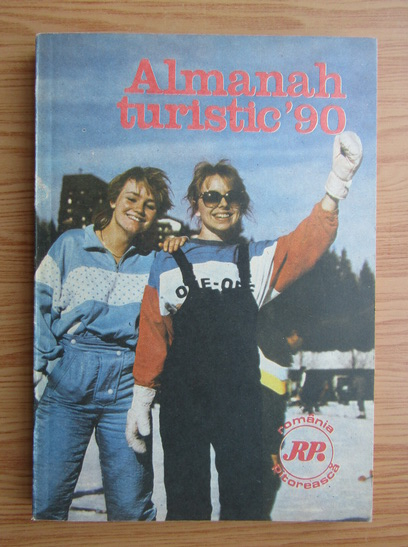 Almanah
turistic '90
ONE-ONE
românia
RP.
pitorească